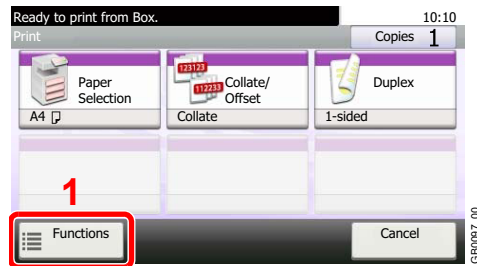 Ready to print from Box.
10:10
Print
Copies 1
123123
112233
Paper
Selection
Collate/
Offset
Duplex
A4
Collate
1-sided
1
Functions
Cancel
GB0097_00